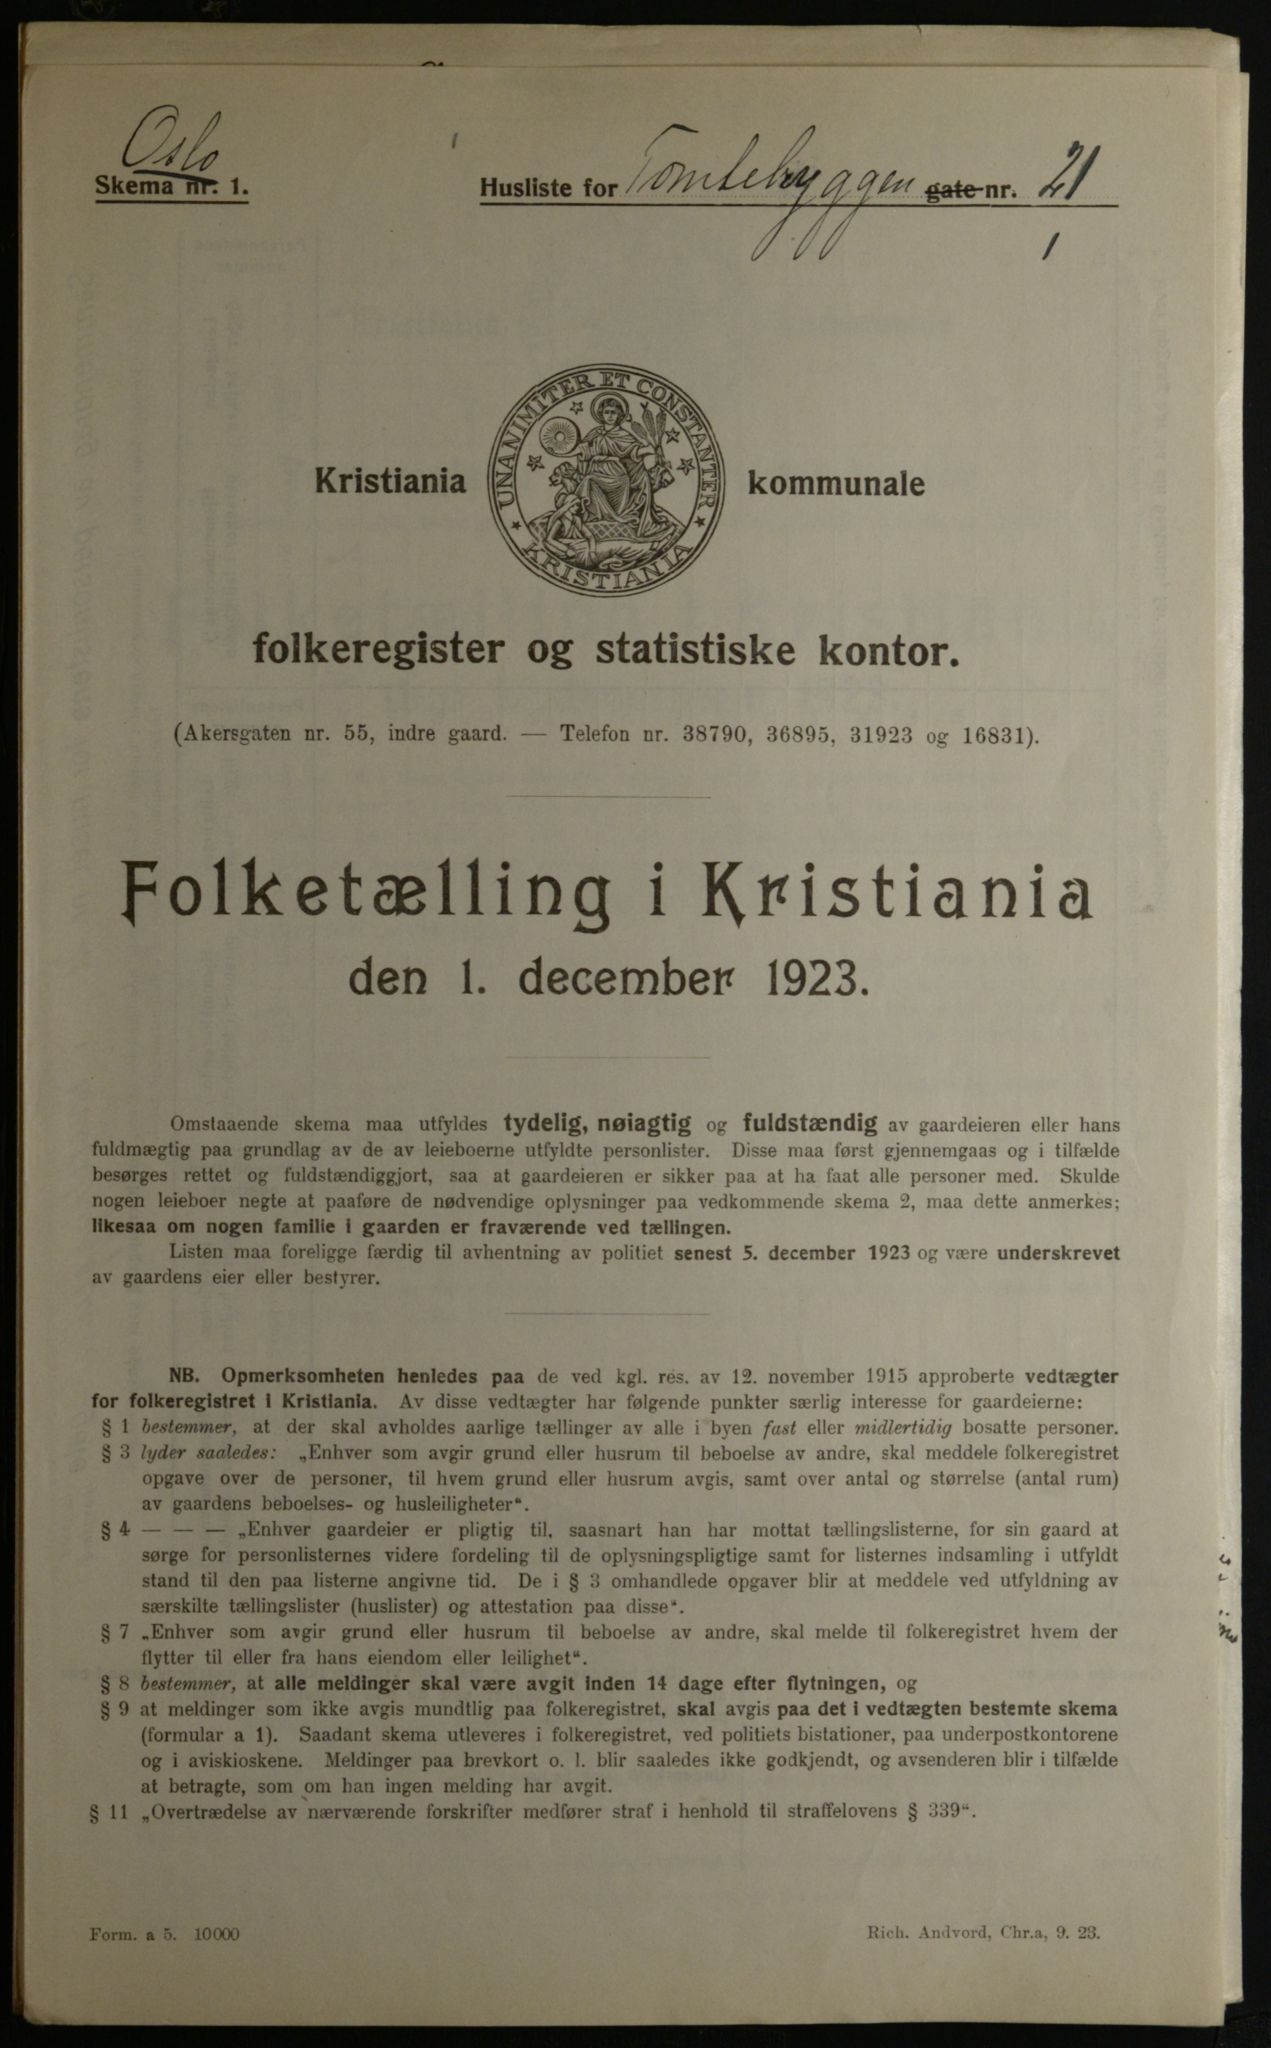 Oslo
Skema nr. 1.
Husliste for Tomtebryggen gate nr. 21
1
UNANIMITER ET CONSTANTER
KRISTIANIA
Kristiania kommunale
folkeregister og statistiske kontor.
(Akersgaten nr. 55, indre gaard. — Telefon nr. 38790, 36895, 31923 og 16831).
Folketælling i Kristiania
den 1. december 1923.
Omstaaende skema maa utfyldes tydelig, nøiagtig og fuldstændig av gaardeieren eller hans
fuldmægtig paa grundlag av de av leieboerne utfyldte personlister. Disse maa først gjennemgaas og i tilfælde
besørges rettet og fuldstændiggjort, saa at gaardeieren er sikker paa at ha faat alle personer med. Skulde
nogen leieboer negte at paaføre de nødvendige oplysninger paa vedkommende skema 2, maa dette anmerkes;
likesaa om nogen familie i gaarden er fraværende ved tællingen.
Listen maa foreligge færdig til avhentning av politiet senest 5. december 1923 og være underskrevet
av gaardens eier eller bestyrer.
NB. Opmerksomheten henledes paa de ved kgl. res. av 12. november 1915 approberte vedtægter
for folkeregistret i Kristiania. Av disse vedtægter har følgende punkter særlig interesse for gaardeierne:
§ 1 bestemmer, at der skal avholdes aarlige tællinger av alle i byen fast eller midlertidig bosatte personer.
§ 3 lyder saaledes: „Enhver som avgir grund eller husrum til beboelse av andre, skal meddele folkeregistret
opgave over de personer, til hvem grund eller husrum avgis, samt over antal og størrelse (antal rum)
av gaardens beboelses- og husleiligheter“.
§ 4 — — — „Enhver gaardeier er pligtig til, saasnart han har mottat tællingslisterne, for sin gaard at
sørge for personlisternes videre fordeling til de oplysningspligtige samt for listernes indsamling i utfyldt
stand til den paa listerne angivne tid. De i § 3 omhandlede opgaver blir at meddele ved utfyldning av
særskilte tællingslister (huslister) og attestation paa disse“.
§ 7 „Enhver som avgir grund eller husrum til beboelse av andre, skal melde til folkeregistret hvem der
flytter til eller fra hans eiendom eller leilighet“.
§ 8 bestemmer, at alle meldinger skal være avgit inden 14 dage efter flytningen, og
§ 9 at meldinger som ikke avgis mundtlig paa folkeregistret, skal avgis paa det i vedtægten bestemte skema
(formular a 1). Saadant skema utleveres i folkeregistret, ved politiets bistationer, paa underpostkontorene
og i aviskioskene. Meldinger paa brevkort o. l. blir saaledes ikke godkjendt, og avsenderen blir i tilfælde
at betragte, som om han ingen melding har avgit.
§ 11 „Overtrædelse av nærværende forskrifter medfører straf i henhold til straffelovens § 339“.
Form. a 5. 10000
Rich. Andvord, Chr.a, 9. 23.